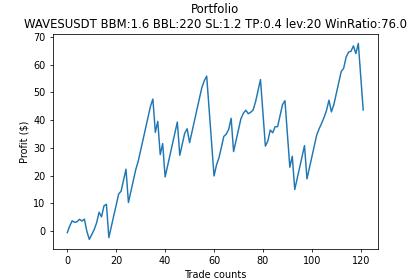 Portfolio
WAVESUSDT BBM:1.6 BBL:220 SL:1.2 TP:0.4 lev:20 WinRatio:76.0
70
60
50
40
30
20
10
0
Profit ($)
0 20 40 60 80 100 120
Trade counts